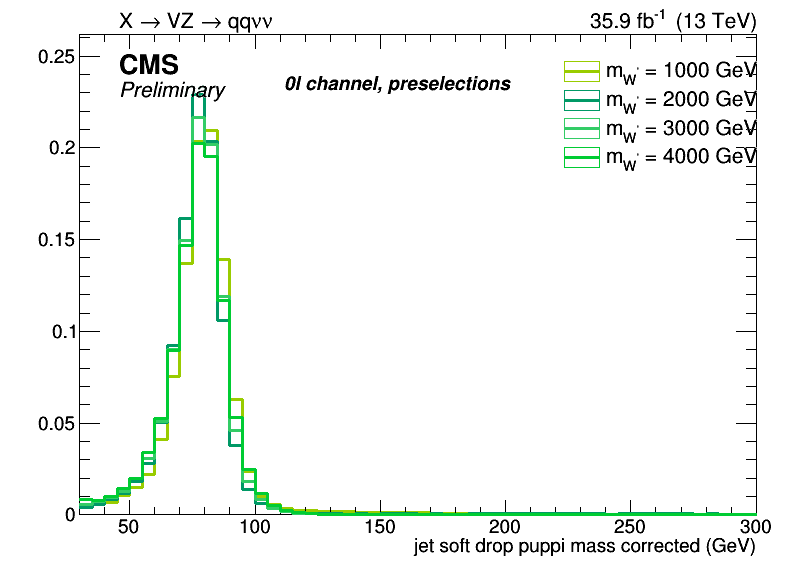 X → VZ → qqνν
35.9 fb⁻¹ (13 TeV)
CMS
Preliminary
0l channel, preselections
m_W' = 1000 GeV
m_W' = 2000 GeV
m_W' = 3000 GeV
m_W' = 4000 GeV
0.25
0.2
0.15
0.1
0.05
0
50 100 150 200 250 300
jet soft drop puppi mass corrected (GeV)